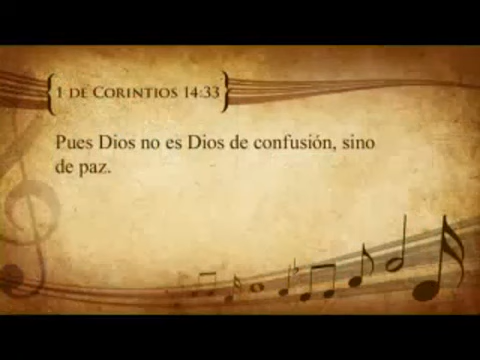 1 DE CORINTIOS 14:33
Pues Dios no es Dios de confusión, sino
de paz.